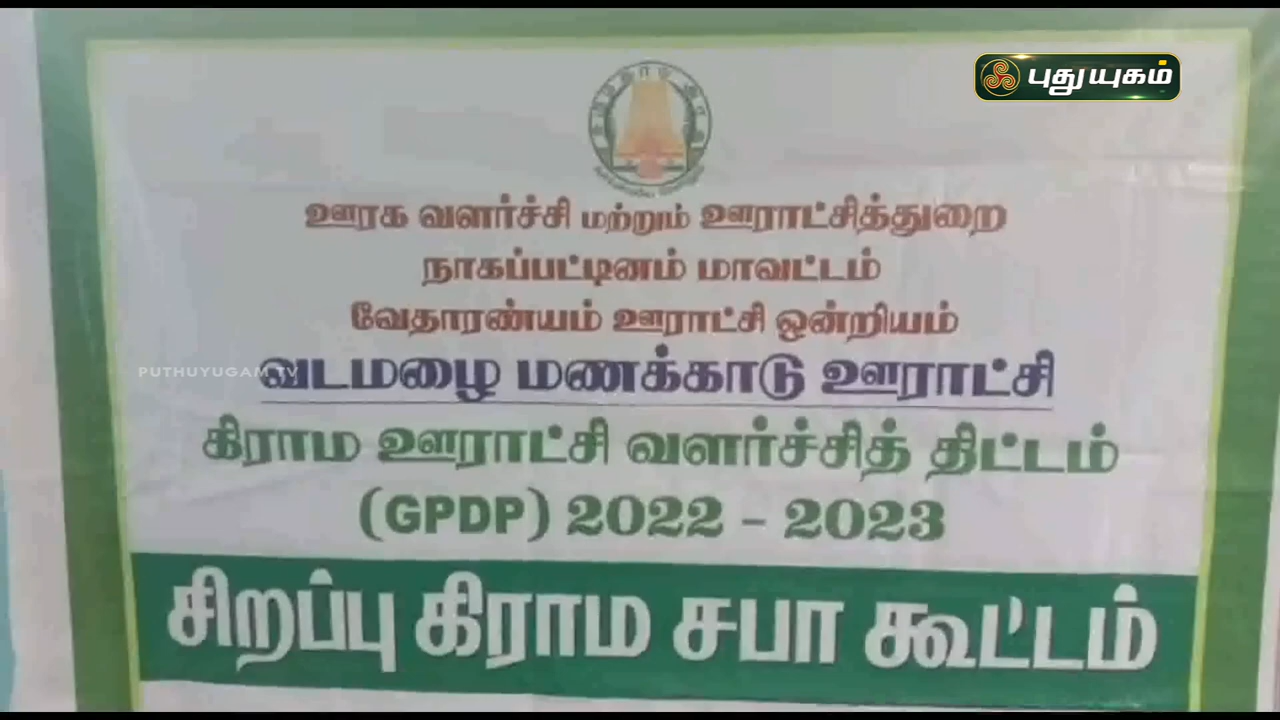 புதுயுகம்
ஊரக வளர்ச்சி மற்றும் ஊராட்சித்துறை
நாகப்பட்டினம் மாவட்டம்
வேதாரண்யம் ஊராட்சி ஒன்றியம்
PUTHUYUGAM TV
வடமழை மணக்காடு ஊராட்சி
கிராம ஊராட்சி வளர்ச்சித் திட்டம்
(GPDP) 2022 - 2023
சிறப்பு கிராம சபா கூட்டம்